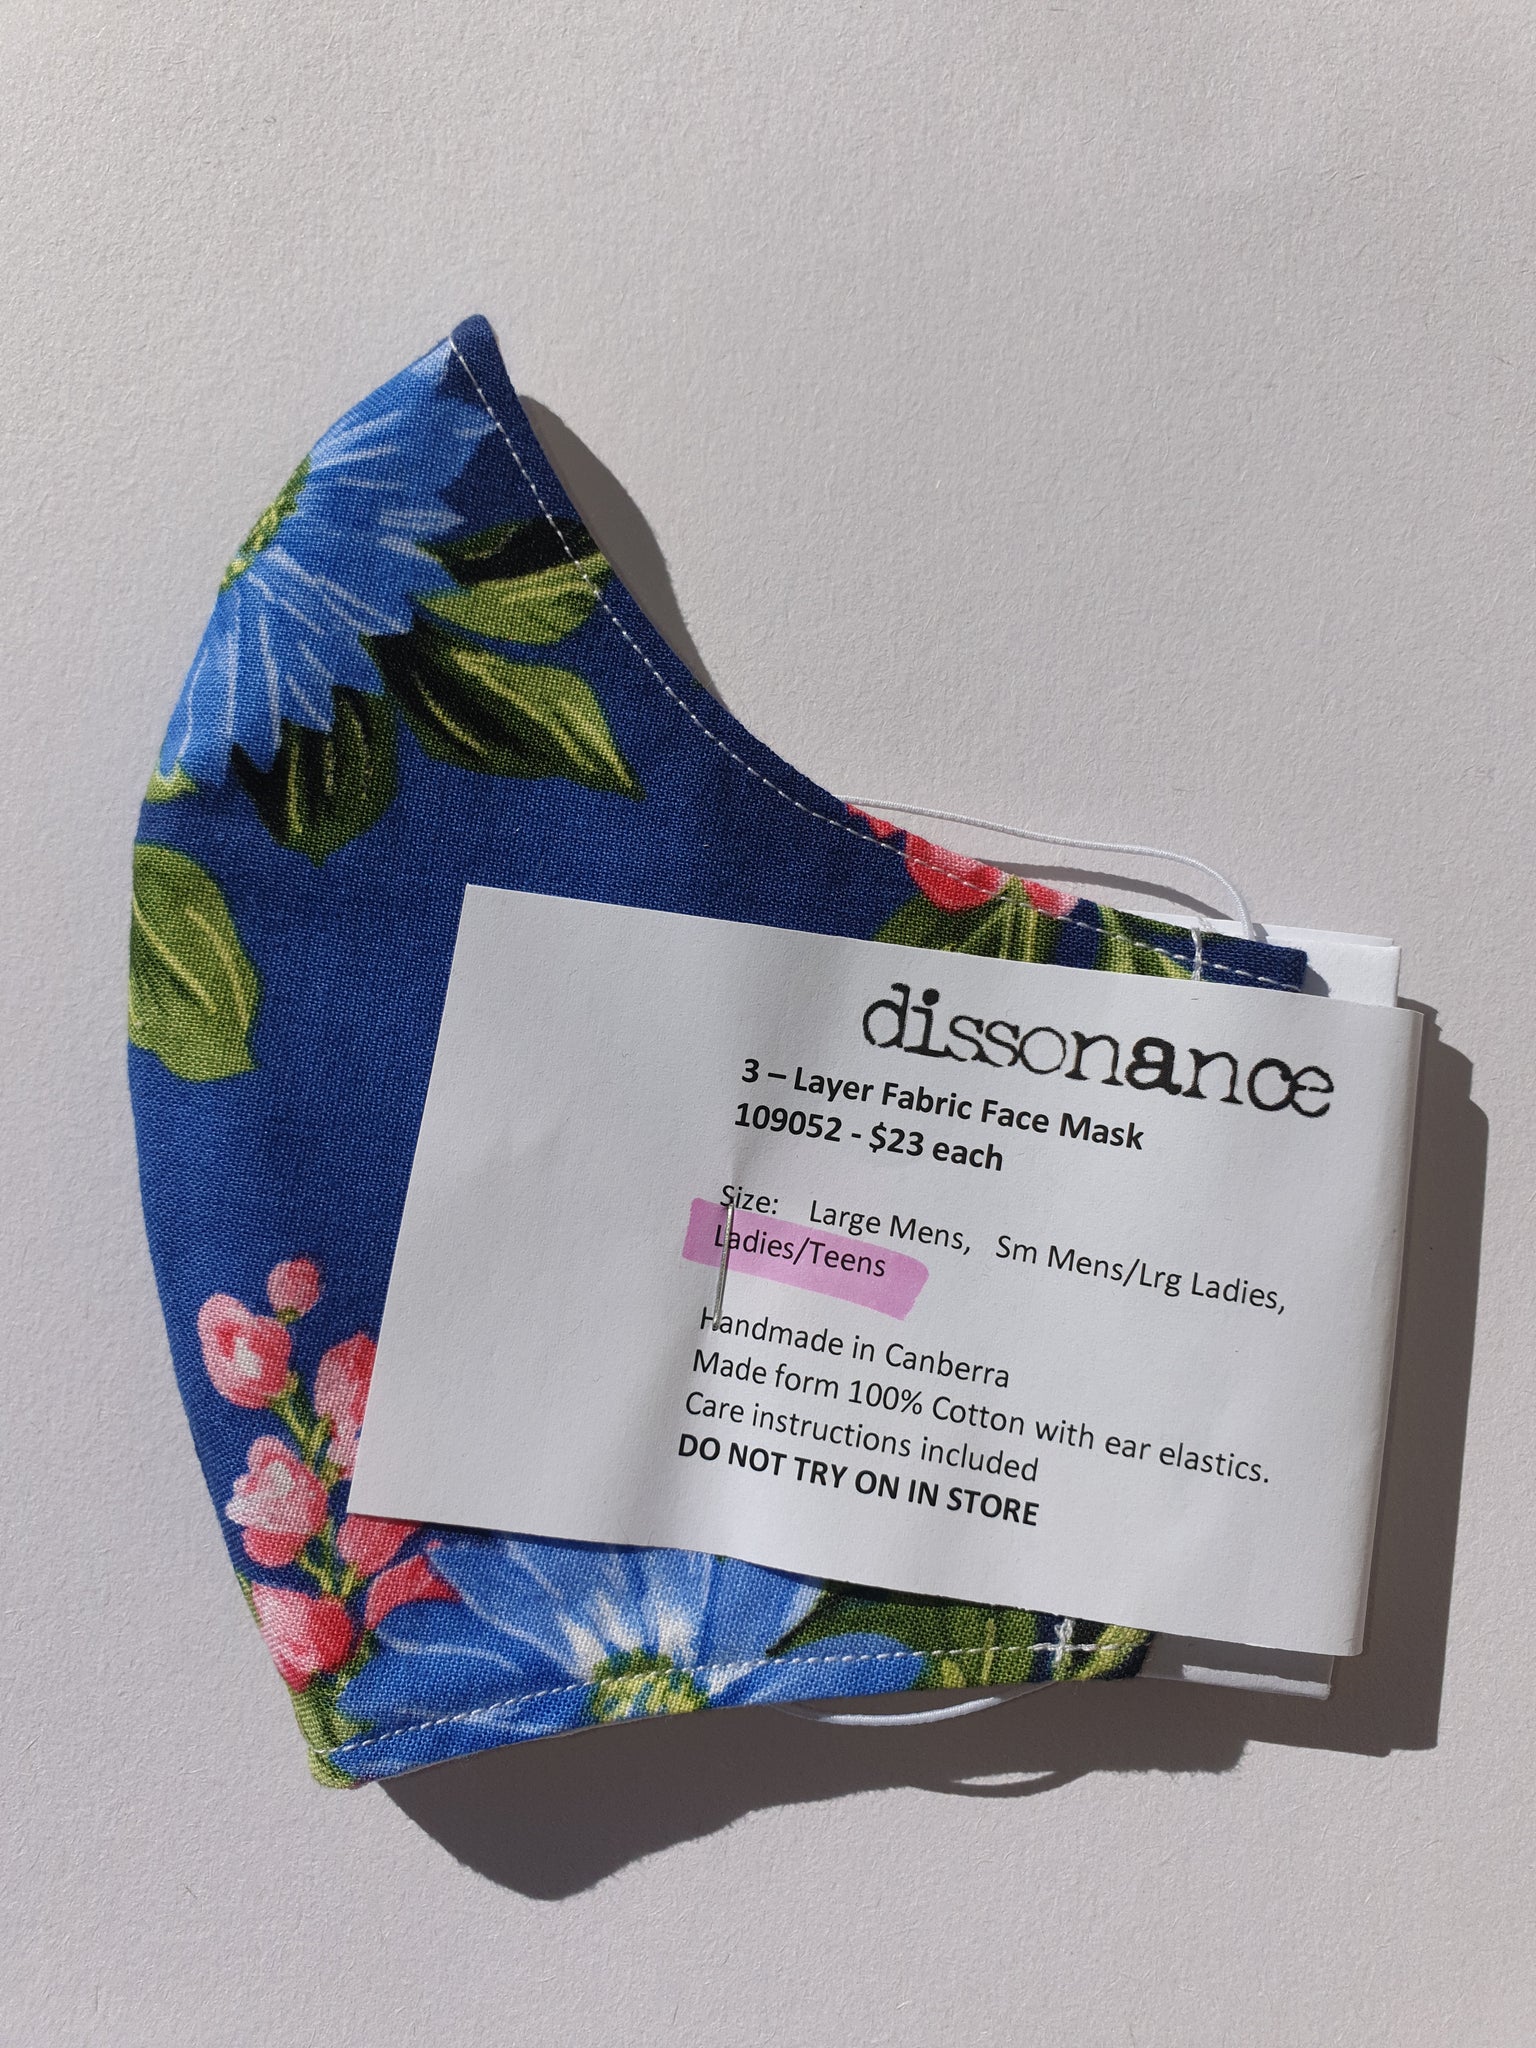 dissonance
3 – Layer Fabric Face Mask
109052 - $23 each
Size: Large Mens, Sm Mens/Lrg Ladies,
Ladies/Teens
Handmade in Canberra
Made form 100% Cotton with ear elastics.
Care instructions included
DO NOT TRY ON IN STORE